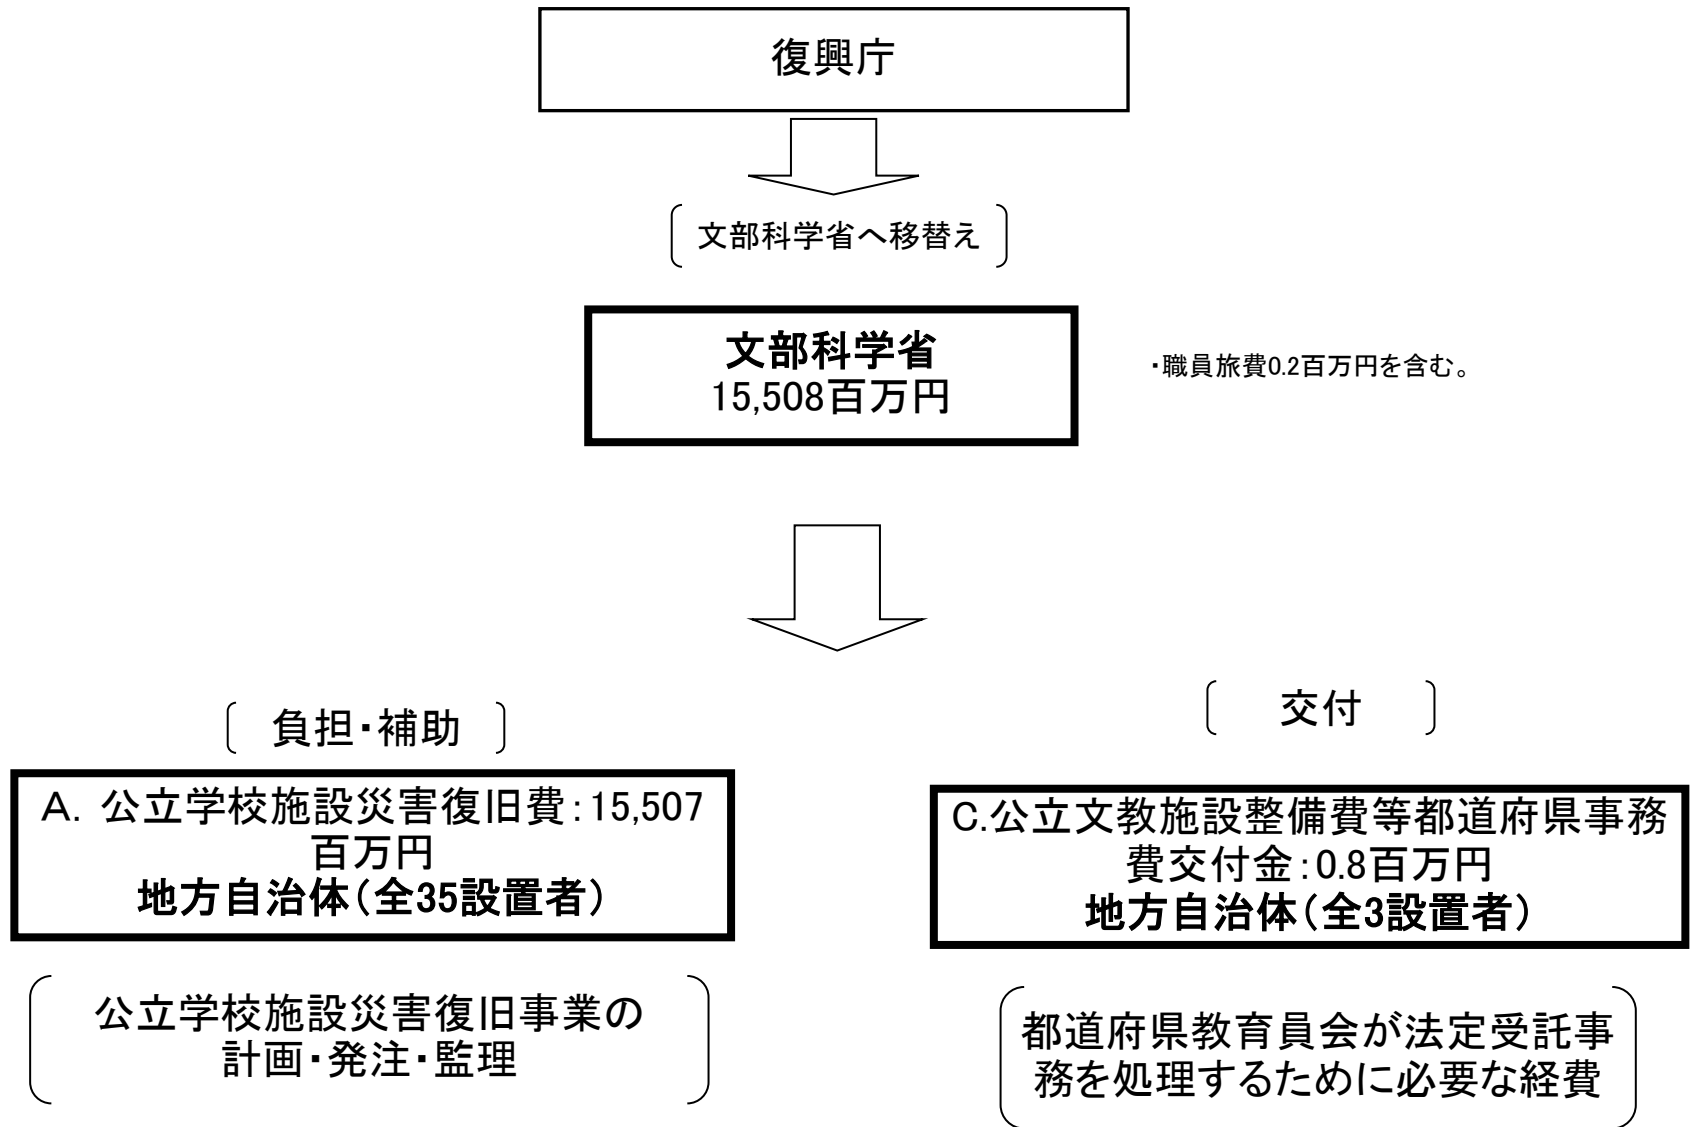 復興庁
文部科学省へ移替え
文部科学省
15,508百万円
・職員旅費0.2百万円を含む。
負担・補助
A. 公立学校施設災害復旧費：15,507
百万円
地方自治体（全35設置者）
公立学校施設災害復旧事業の
計画・発注・監理
交付
C.公立文教施設整備費等都道府県事務
費交付金：0.8百万円
地方自治体（全3設置者）
都道府県教育員会が法定受託事
務を処理するために必要な経費